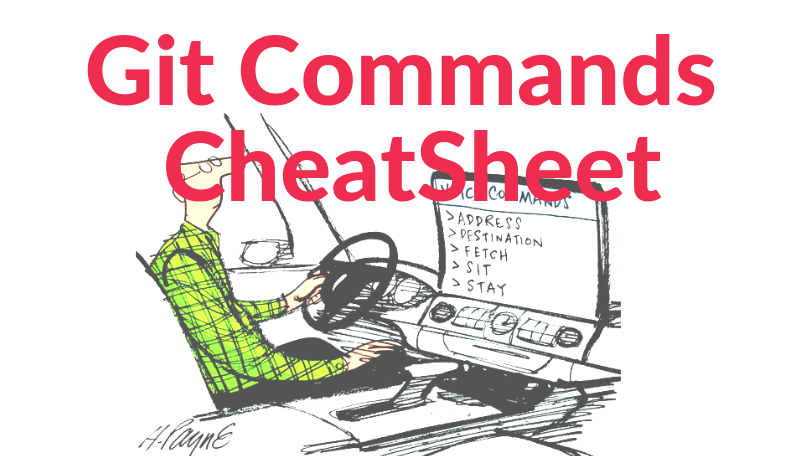 Git Commands
CheatSheet
VOICE COMMANDS
>ADDRESS
>DESTINATION
>FETCH
>SIT
>STAY
H. PAYNE